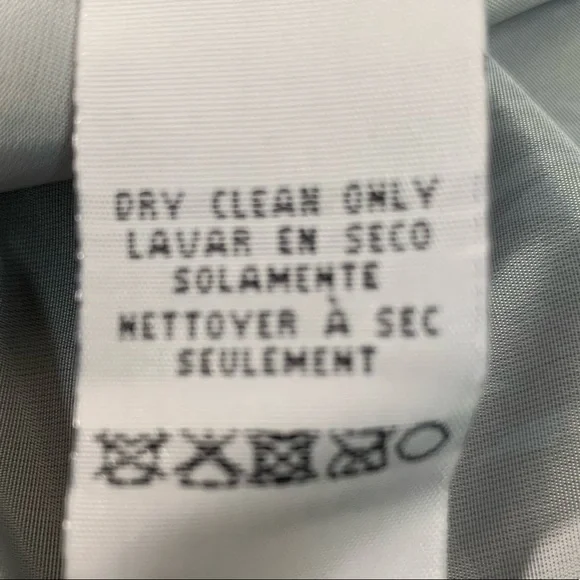 DRY CLEAN ONLY
LAVAR EN SECO
SOLAMENTE
NETTOYER À SEC
SEULEMENT